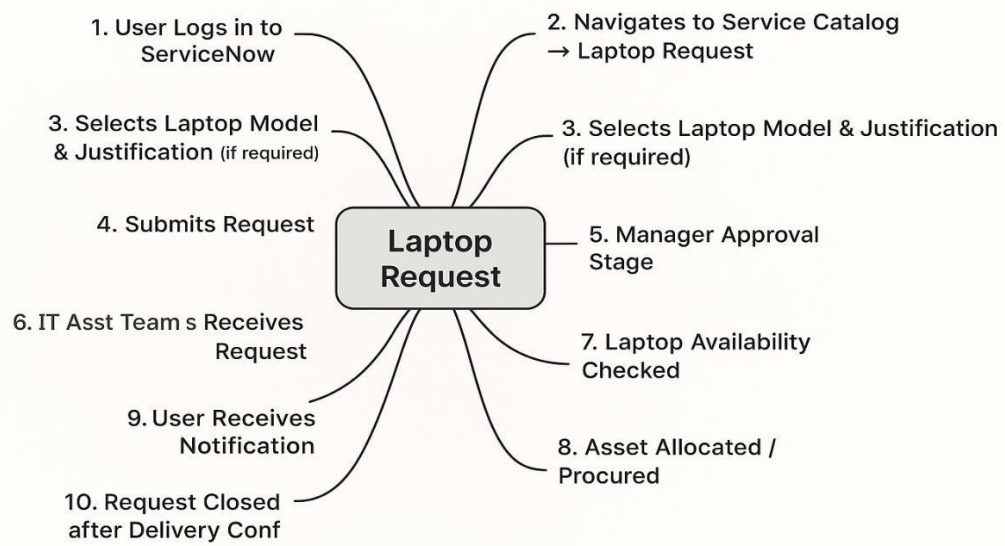 1. User Logs in to
ServiceNow
2. Navigates to Service Catalog
→ Laptop Request
3. Selects Laptop Model
& Justification (if required)
3. Selects Laptop Model & Justification
(if required)
4. Submits Request
Laptop
Request
5. Manager Approval
Stage
6. IT Asst Team s Receives
Request
7. Laptop Availability
Checked
9. User Receives
Notification
8. Asset Allocated /
Procured
10. Request Closed
after Delivery Conf